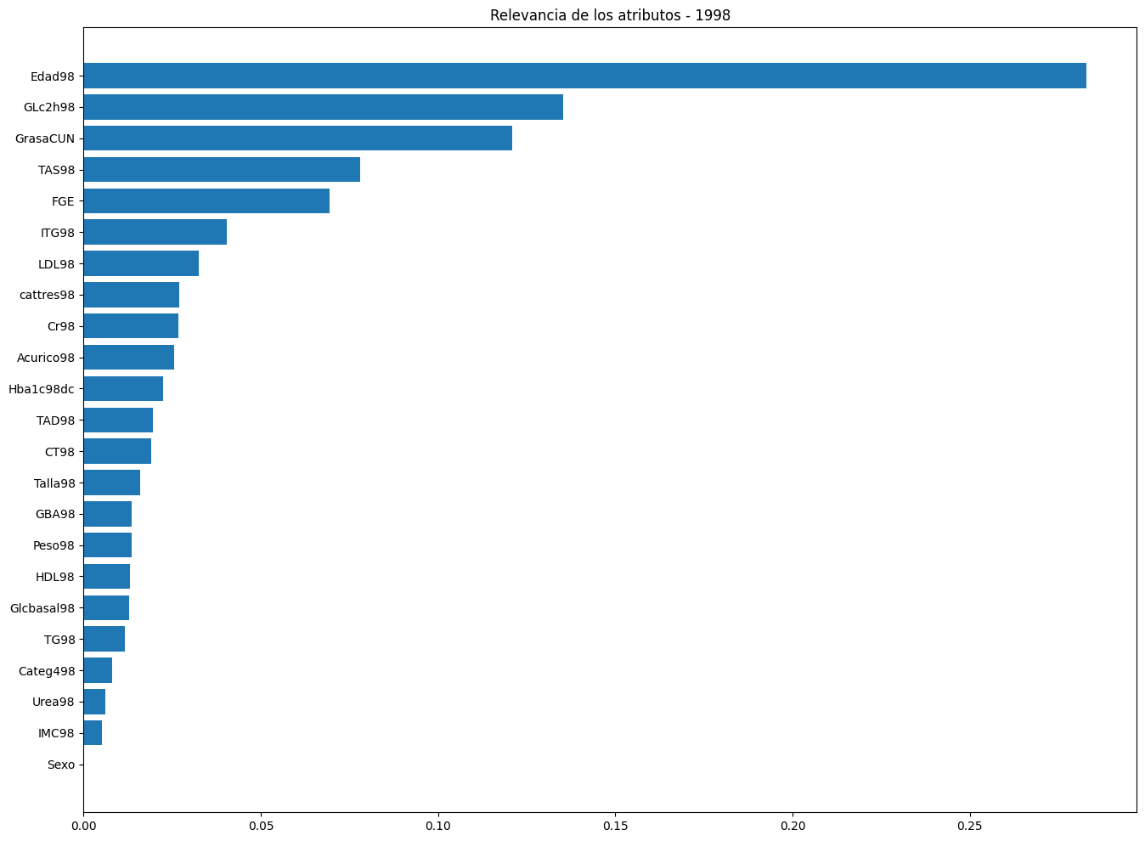 Relevancia de los atributos - 1998
Edad98
GLc2h98
GrasaCUN
TAS98
FGE
ITG98
LDL98
cattres98
Cr98
Acurico98
Hba1c98dc
TAD98
CT98
Talla98
GBA98
Peso98
HDL98
Glcbasal98
TG98
Categ498
Urea98
IMC98
Sexo
0.00 0.05 0.10 0.15 0.20 0.25